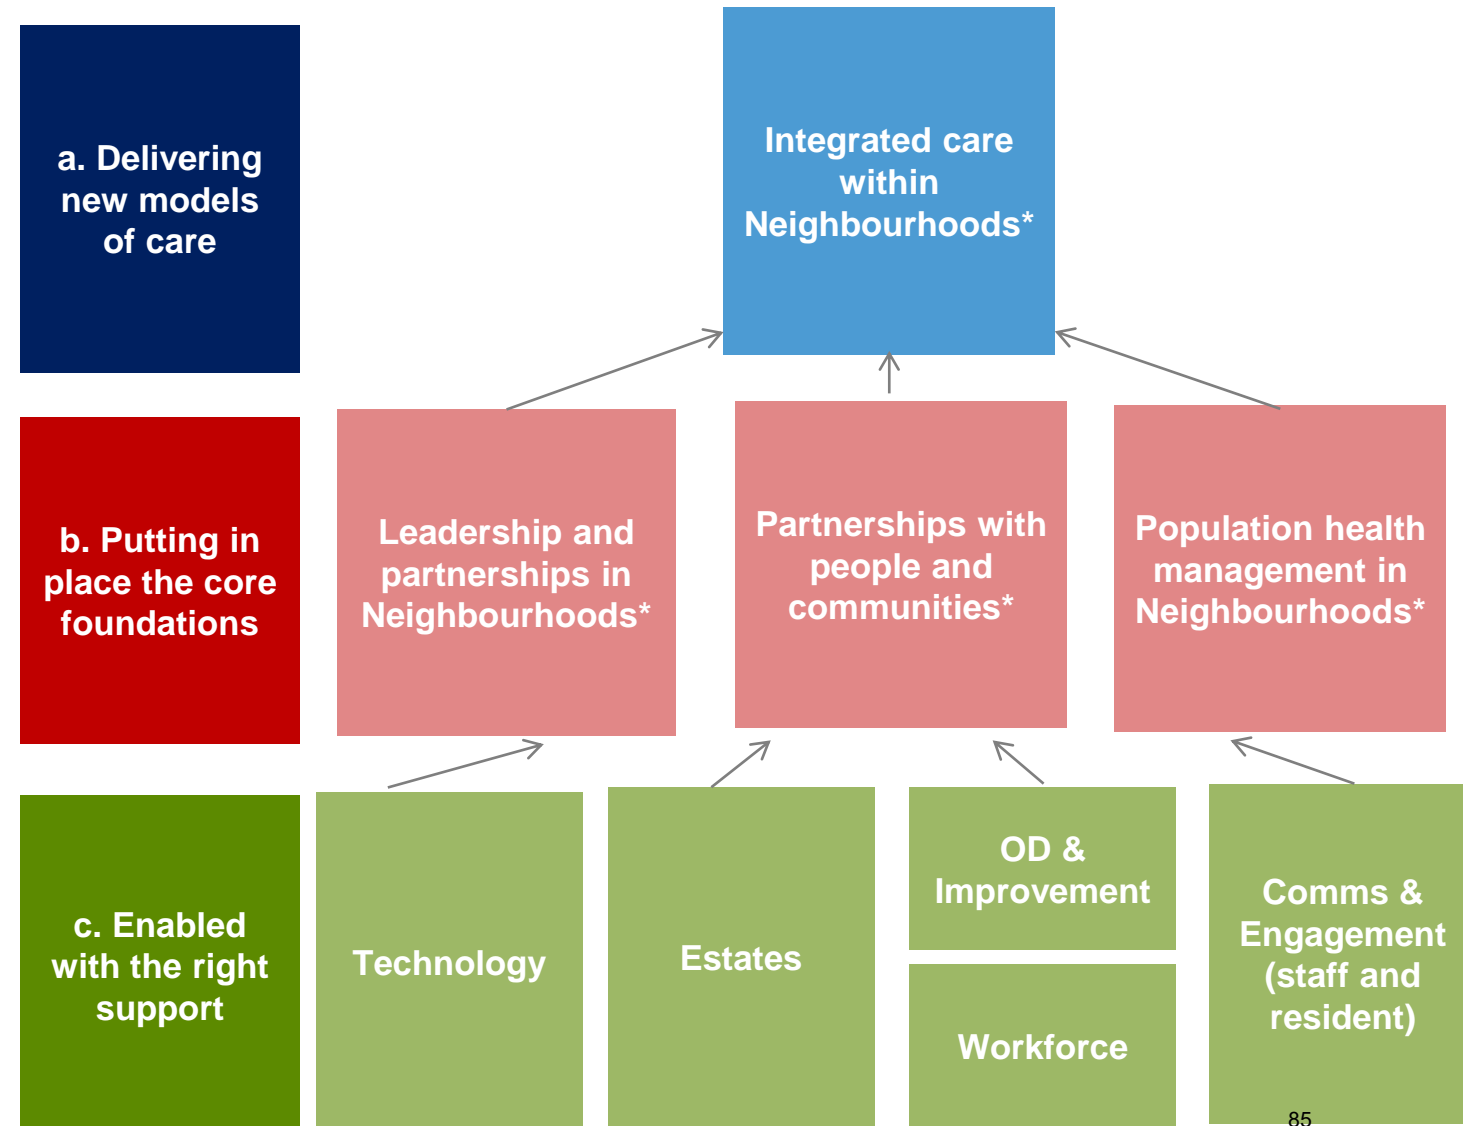 a. Delivering
new models
of care
Integrated care
within
Neighbourhoods*
b. Putting in
place the core
foundations
Leadership and
partnerships in
Neighbourhoods*
Partnerships with
people and
communities*
Population health
management in
Neighbourhoods*
c. Enabled
with the right
support
Technology
Estates
OD &
Improvement
Workforce
Comms &
Engagement
(staff and
resident)
85